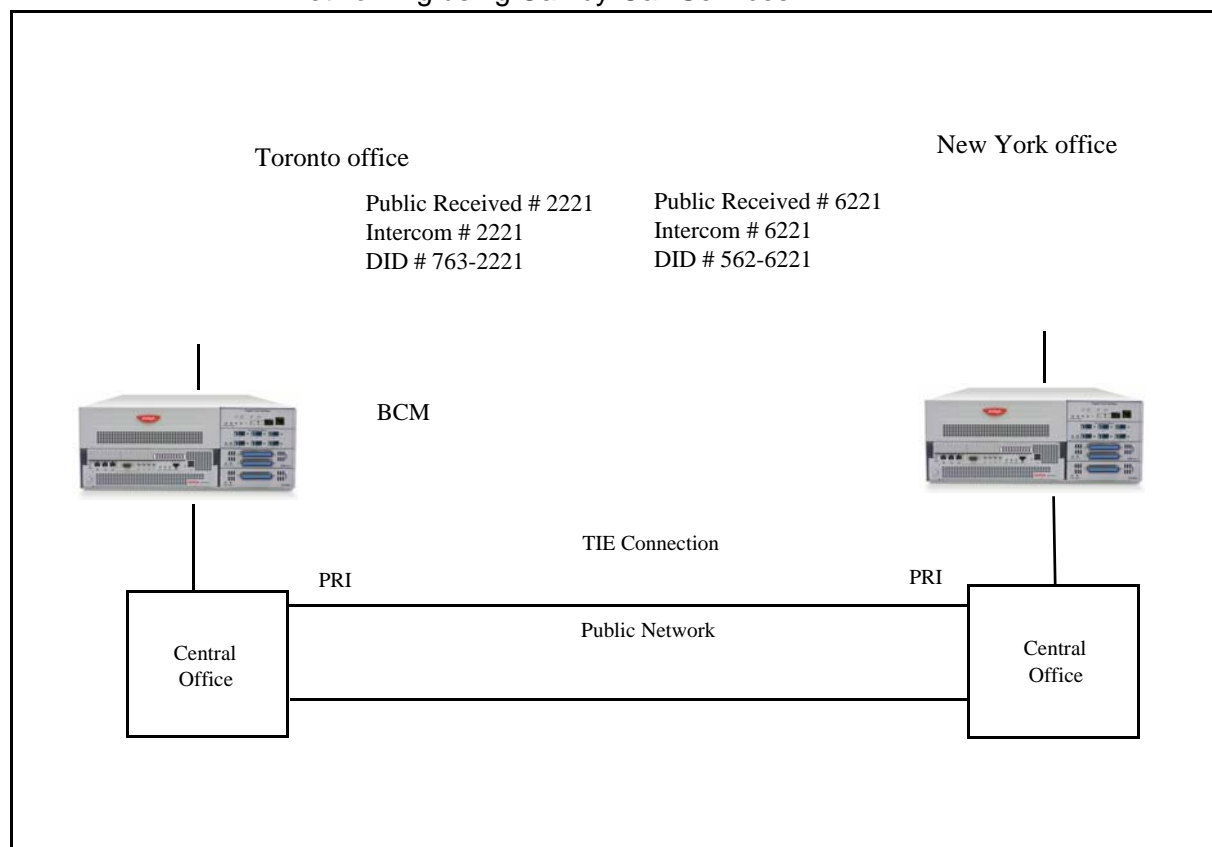 Toronto office
New York office
Public Received # 2221
Intercom # 2221
DID # 763-2221
Public Received # 6221
Intercom # 6221
DID # 562-6221
BCM
TIE Connection
PRI
PRI
Public Network
Central
Office
Central
Office